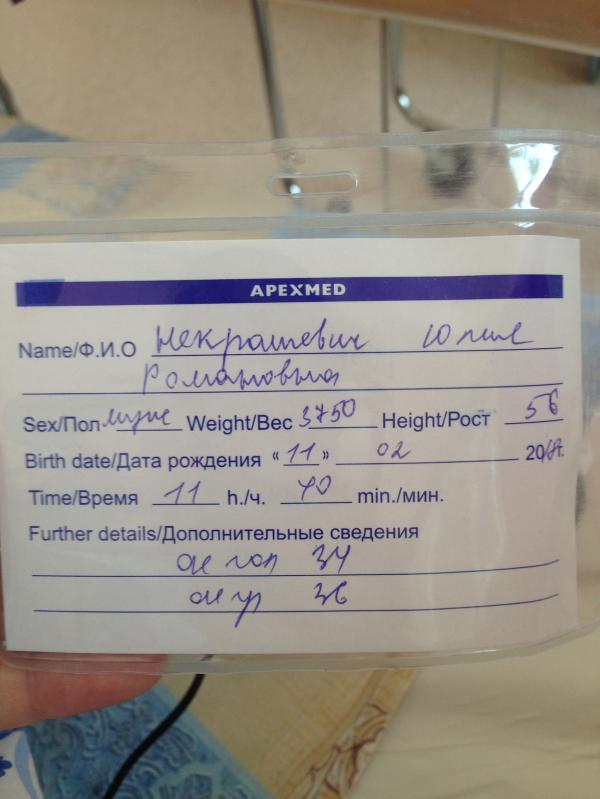 APEXMED
Name/Ф.И.О Некрашевич Юлия
Романовна
Sex/Пол муж Weight/Вес 3750 Height/Рост 56
Birth date/Дата рождения «11» 02 20 г.
Time/Время 11 h./ч. 40 min./мин.
Further details/Дополнительные сведения
ок гол 34
ок гр 36